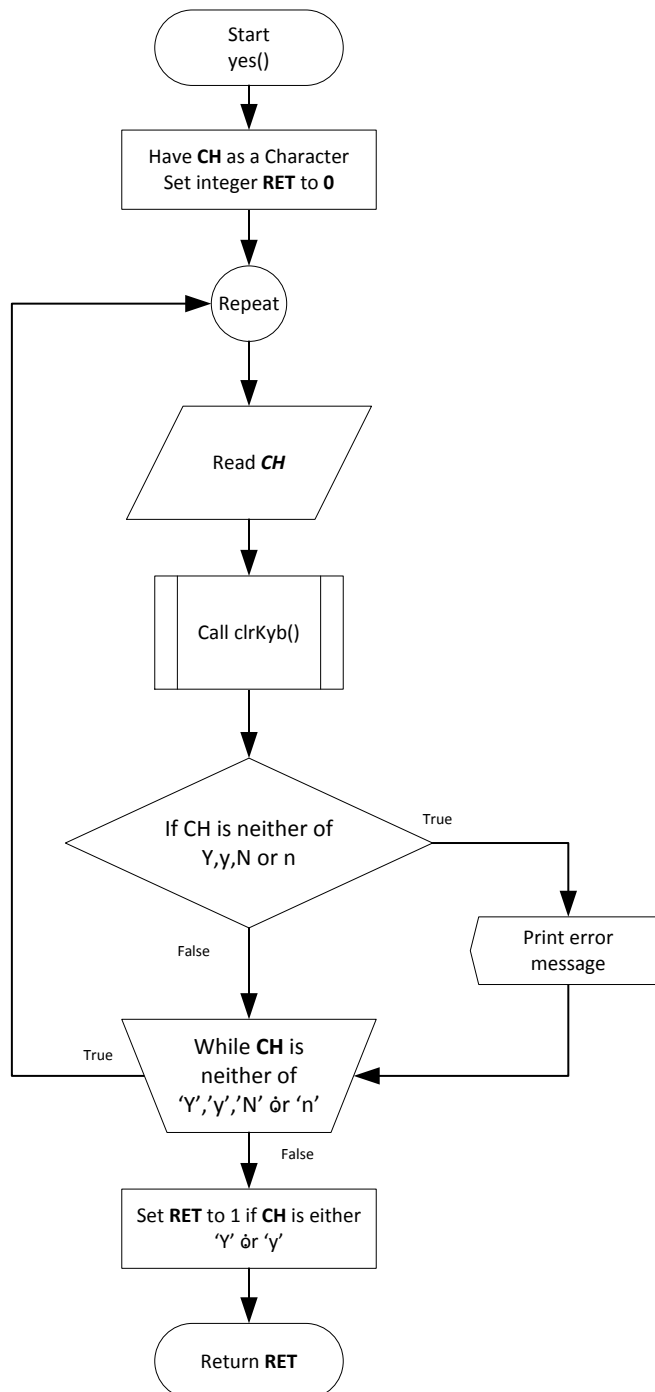 Start
yes()
Have CH as a Character
Set integer RET to 0
Repeat
Read CH
Call clrKyb()
If CH is neither of
Y,y,N or n
True
False
Print error
message
While CH is
neither of
‘Y’,’y’,’N’ or ‘n’
True
False
Set RET to 1 if CH is either
‘Y’ or ‘y’
Return RET